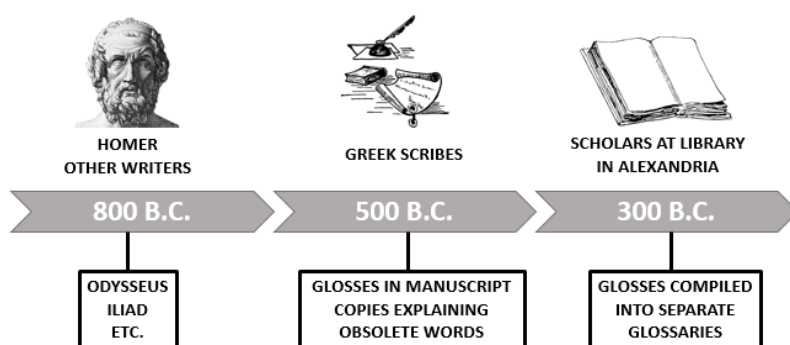 HOMER
OTHER WRITERS
GREEK SCRIBES
SCHOLARS AT LIBRARY
IN ALEXANDRIA
800 B.C.
500 B.C.
300 B.C.
ODYSSEUS
ILIAD
ETC.
GLOSSES IN MANUSCRIPT
COPIES EXPLAINING
OBSOLETE WORDS
GLOSSES COMPILED
INTO SEPARATE
GLOSSARIES